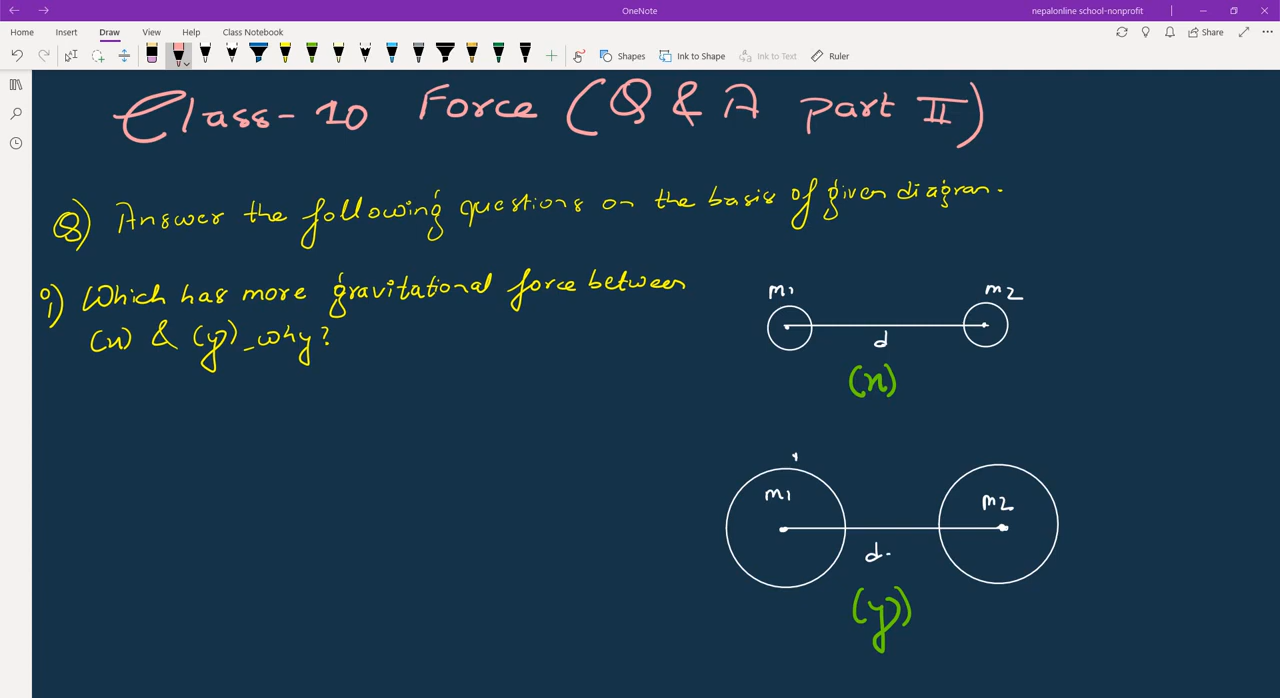 OneNote
nepalonline school-nonprofit
Home Insert Draw View Help Class Notebook
Share
Shapes Ink to Shape Ink to Text Ruler
Class-10 Force (Q & A part II)
Q) Answer the following questions on the basis of given diagran.
i) Which has more gravitational force between
(x) & (y) - why?
m1 m2
d
(x)
m1 m2
d.
(y)